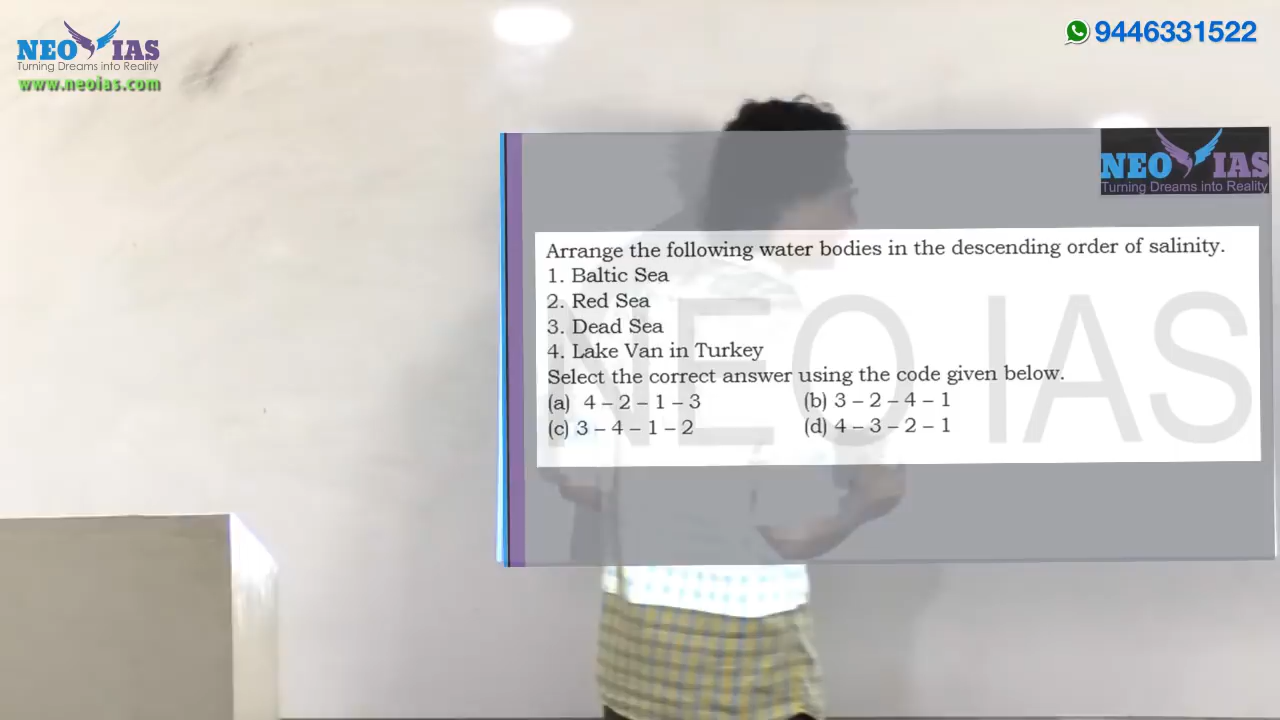 NEO IAS
Turning Dreams into Reality
www.neoias.com
9446331522
NEO IAS
Turning Dreams into Reality
Arrange the following water bodies in the descending order of salinity.
1. Baltic Sea
2. Red Sea
3. Dead Sea
4. Lake Van in Turkey
Select the correct answer using the code given below.
(a) 4 – 2 – 1 – 3 (b) 3 – 2 – 4 – 1
(c) 3 – 4 – 1 – 2 (d) 4 – 3 – 2 – 1
NEO IAS